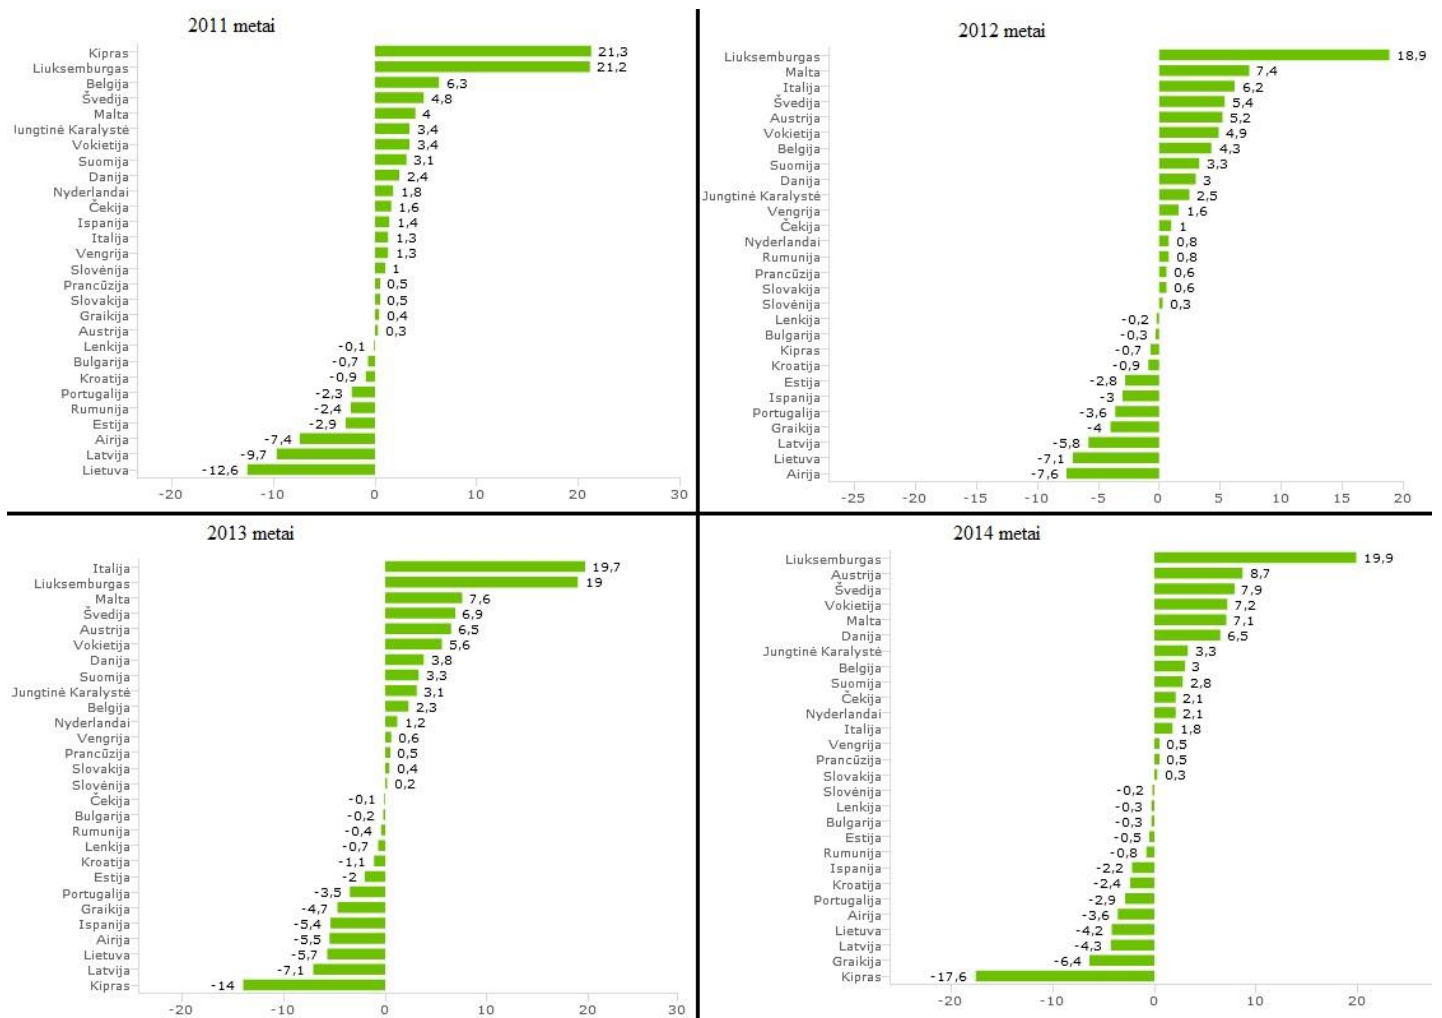 2011 metai
Kipras 21,3
Liuksemburgas 21,2
Belgija 6,3
Švedija 4,8
Malta 4
Jungtinė Karalystė 3,4
Vokietija 3,4
Suomija 3,1
Danija 2,4
Nyderlandai 1,8
Čekija 1,6
Ispanija 1,4
Italija 1,3
Vengrija 1,3
Slovėnija 1
Prancūzija 0,5
Slovakija 0,5
Graikija 0,4
Austrija 0,3
Lenkija -0,1
Bulgarija -0,7
Kroatija -0,9
Portugalija -2,3
Rumunija -2,4
Estija -2,9
Airija -7,4
Latvija -9,7
Lietuva -12,6
-20 -10 0 10 20 30
2012 metai
Liuksemburgas 18,9
Malta 7,4
Italija 6,2
Švedija 5,4
Austrija 5,2
Vokietija 4,9
Belgija 4,3
Suomija 3,3
Danija 3
Jungtinė Karalystė 2,5
Vengrija 1,6
Čekija 1
Nyderlandai 0,8
Rumunija 0,8
Prancūzija 0,6
Slovakija 0,6
Slovėnija 0,3
Lenkija -0,2
Bulgarija -0,3
Kipras -0,7
Kroatija -0,9
Estija -2,8
Ispanija -3
Portugalija -3,6
Graikija -4
Latvija -5,8
Lietuva -7,1
Airija -7,6
-25 -20 -15 -10 -5 0 5 10 15 20
2013 metai
Italija 19,7
Liuksemburgas 19
Malta 7,6
Švedija 6,9
Austrija 6,5
Vokietija 5,6
Danija 3,8
Suomija 3,3
Jungtinė Karalystė 3,1
Belgija 2,3
Nyderlandai 1,2
Vengrija 0,6
Prancūzija 0,5
Slovakija 0,4
Slovėnija 0,2
Čekija -0,1
Bulgarija -0,2
Rumunija -0,4
Lenkija -0,7
Kroatija -1,1
Estija -2
Portugalija -3,5
Graikija -4,7
Ispanija -5,4
Airija -5,5
Lietuva -5,7
Latvija -7,1
Kipras -14
-20 -10 0 10 20 30
2014 metai
Liuksemburgas 19,9
Austrija 8,7
Švedija 7,9
Vokietija 7,2
Malta 7,1
Danija 6,5
Jungtinė Karalystė 3,3
Belgija 3
Suomija 2,8
Čekija 2,1
Nyderlandai 2,1
Italija 1,8
Vengrija 0,5
Prancūzija 0,5
Slovakija 0,3
Slovėnija -0,2
Lenkija -0,3
Bulgarija -0,3
Estija -0,5
Rumunija -0,8
Ispanija -2,2
Kroatija -2,4
Portugalija -2,9
Airija -3,6
Lietuva -4,2
Latvija -4,3
Graikija -6,4
Kipras -17,6
-20 -10 0 10 20